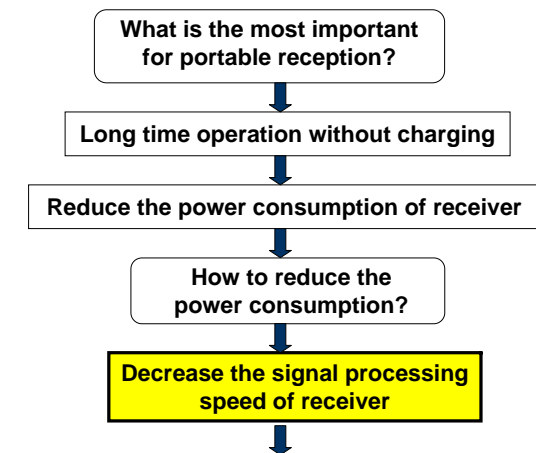 What is the most important
for portable reception?
Long time operation without charging
Reduce the power consumption of receiver
How to reduce the
power consumption?
Decrease the signal processing
speed of receiver